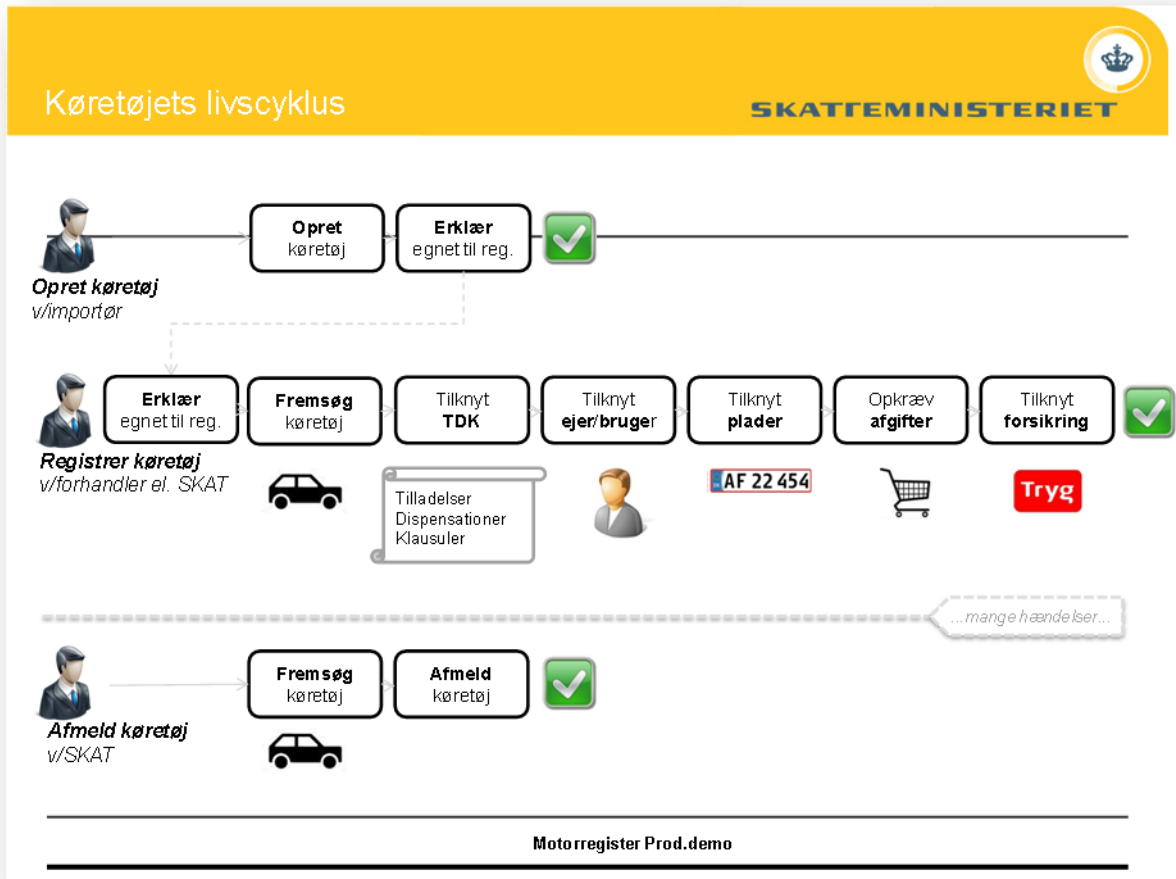 Køretøjets livscyklus
SKATTEMINISTERIET
Opret
køretøj
Erklær
egnet til reg.
Opret køretøj
v/importør
Erklær
egnet til reg.
Fremsøg
køretøj
Tilknyt
TDK
Tilknyt
ejer/bruger
Tilknyt
plader
Opkræv
afgifter
Tilknyt
forsikring
Registrer køretøj
v/forhandler el. SKAT
Tilladelser
Dispensationer
Klausuler
AF 22 454
Tryg
...mange hændelser...
Fremsøg
køretøj
Afmeld
køretøj
Afmeld køretøj
v/SKAT
Motorregister Prod.demo